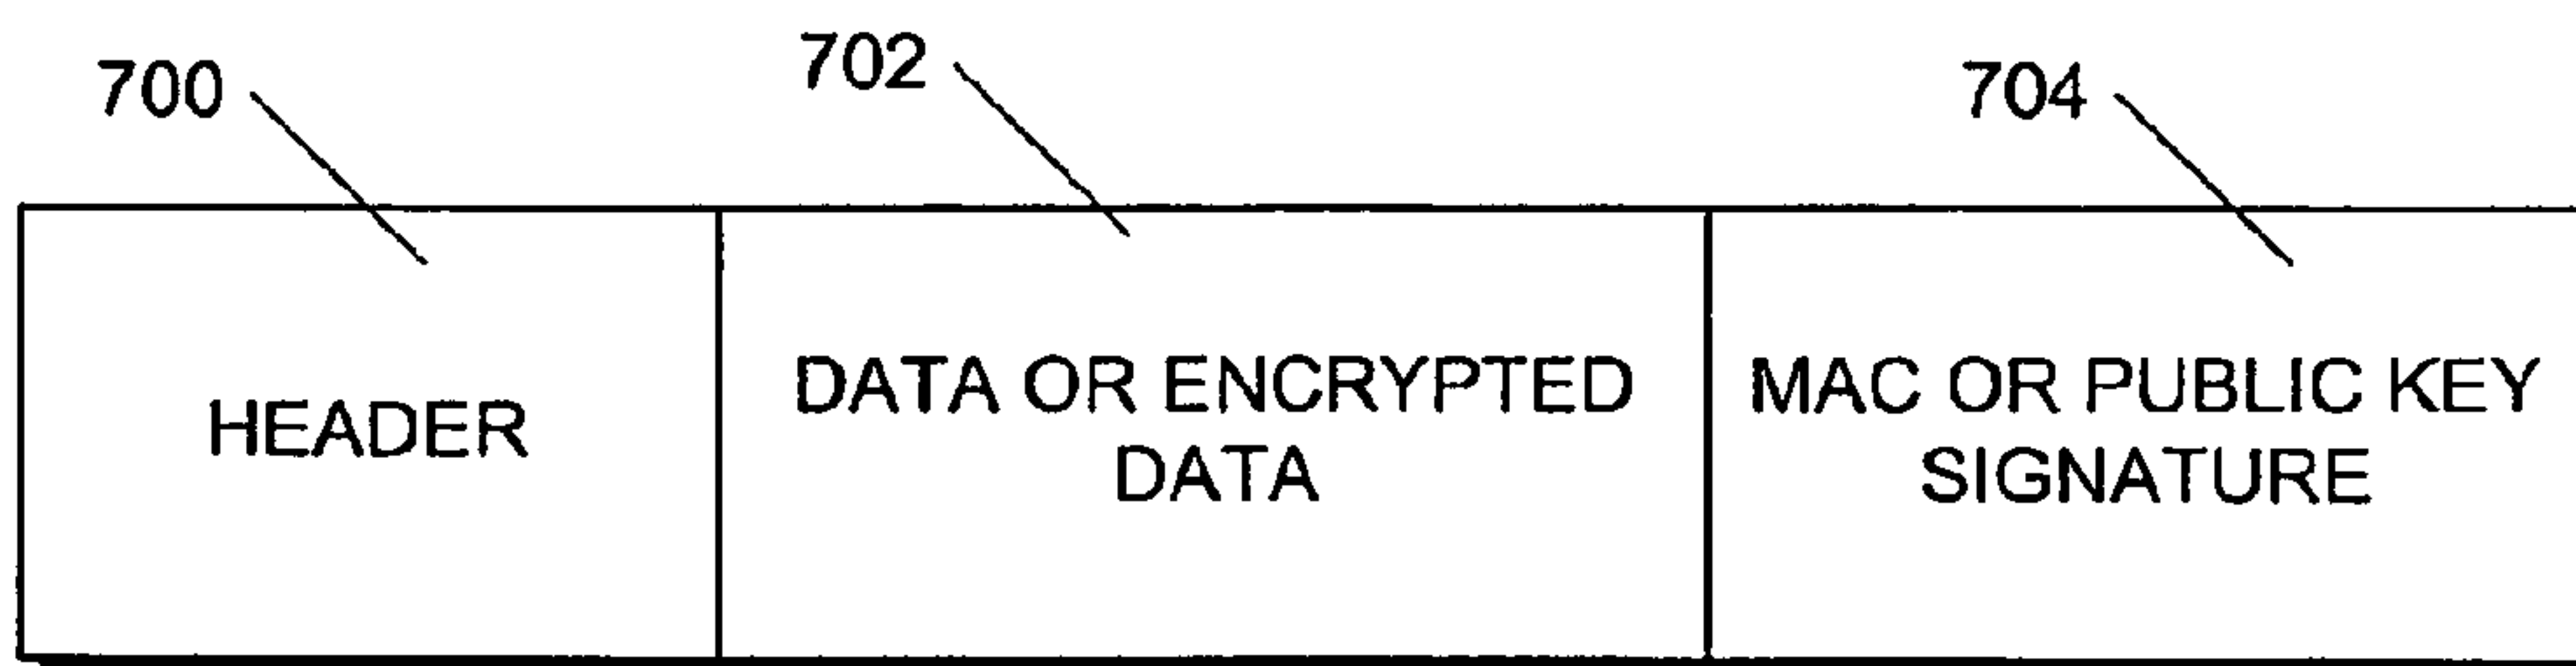 700
702
704
HEADER
DATA OR ENCRYPTED
DATA
MAC OR PUBLIC KEY
SIGNATURE